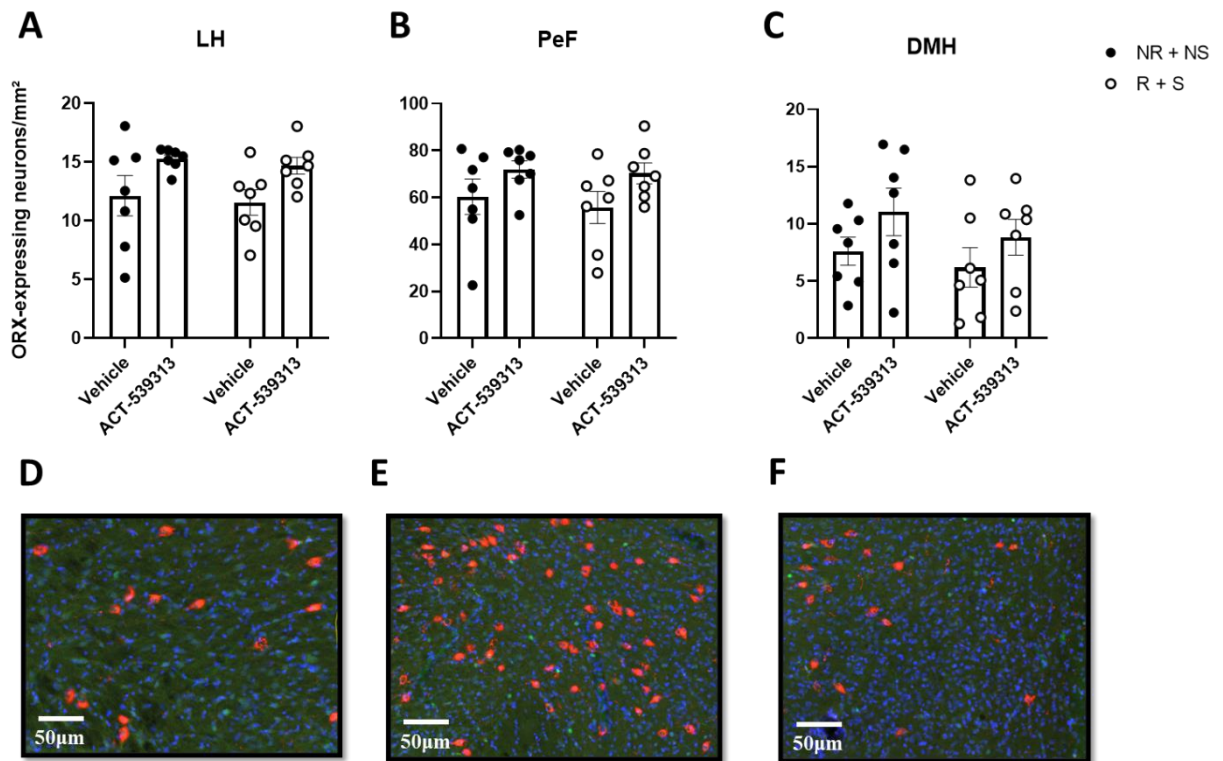 A
LH
B
PeF
C
DMH
NR + NS
R + S
ORX-expressing neurons/mm²
20
15
10
5
0
Vehicle
ACT-539313
Vehicle
ACT-539313
100
80
60
40
20
0
Vehicle
ACT-539313
Vehicle
ACT-539313
20
15
10
5
0
Vehicle
ACT-539313
Vehicle
ACT-539313
D
E
F
50µm
50µm
50µm